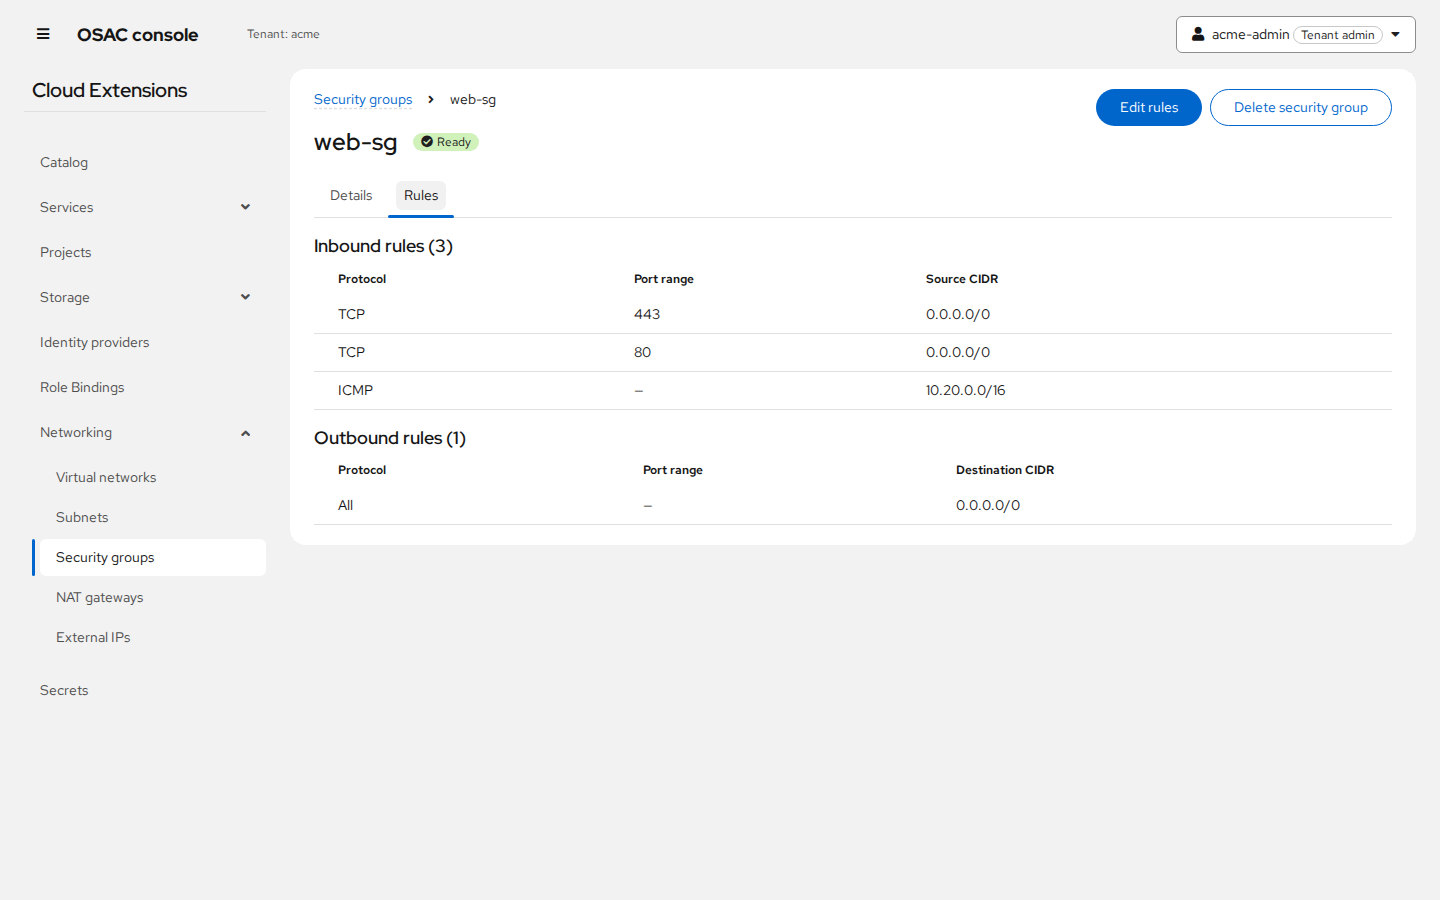 OSAC console
Tenant: acme
acme-admin Tenant admin
Cloud Extensions
Catalog
Services
Projects
Storage
Identity providers
Role Bindings
Networking
Virtual networks
Subnets
Security groups
NAT gateways
External IPs
Secrets
Security groups web-sg
Edit rules
Delete security group
web-sg Ready
Details Rules
Inbound rules (3)
Protocol Port range Source CIDR
TCP 443 0.0.0.0/0
TCP 80 0.0.0.0/0
ICMP – 10.20.0.0/16
Outbound rules (1)
Protocol Port range Destination CIDR
All – 0.0.0.0/0